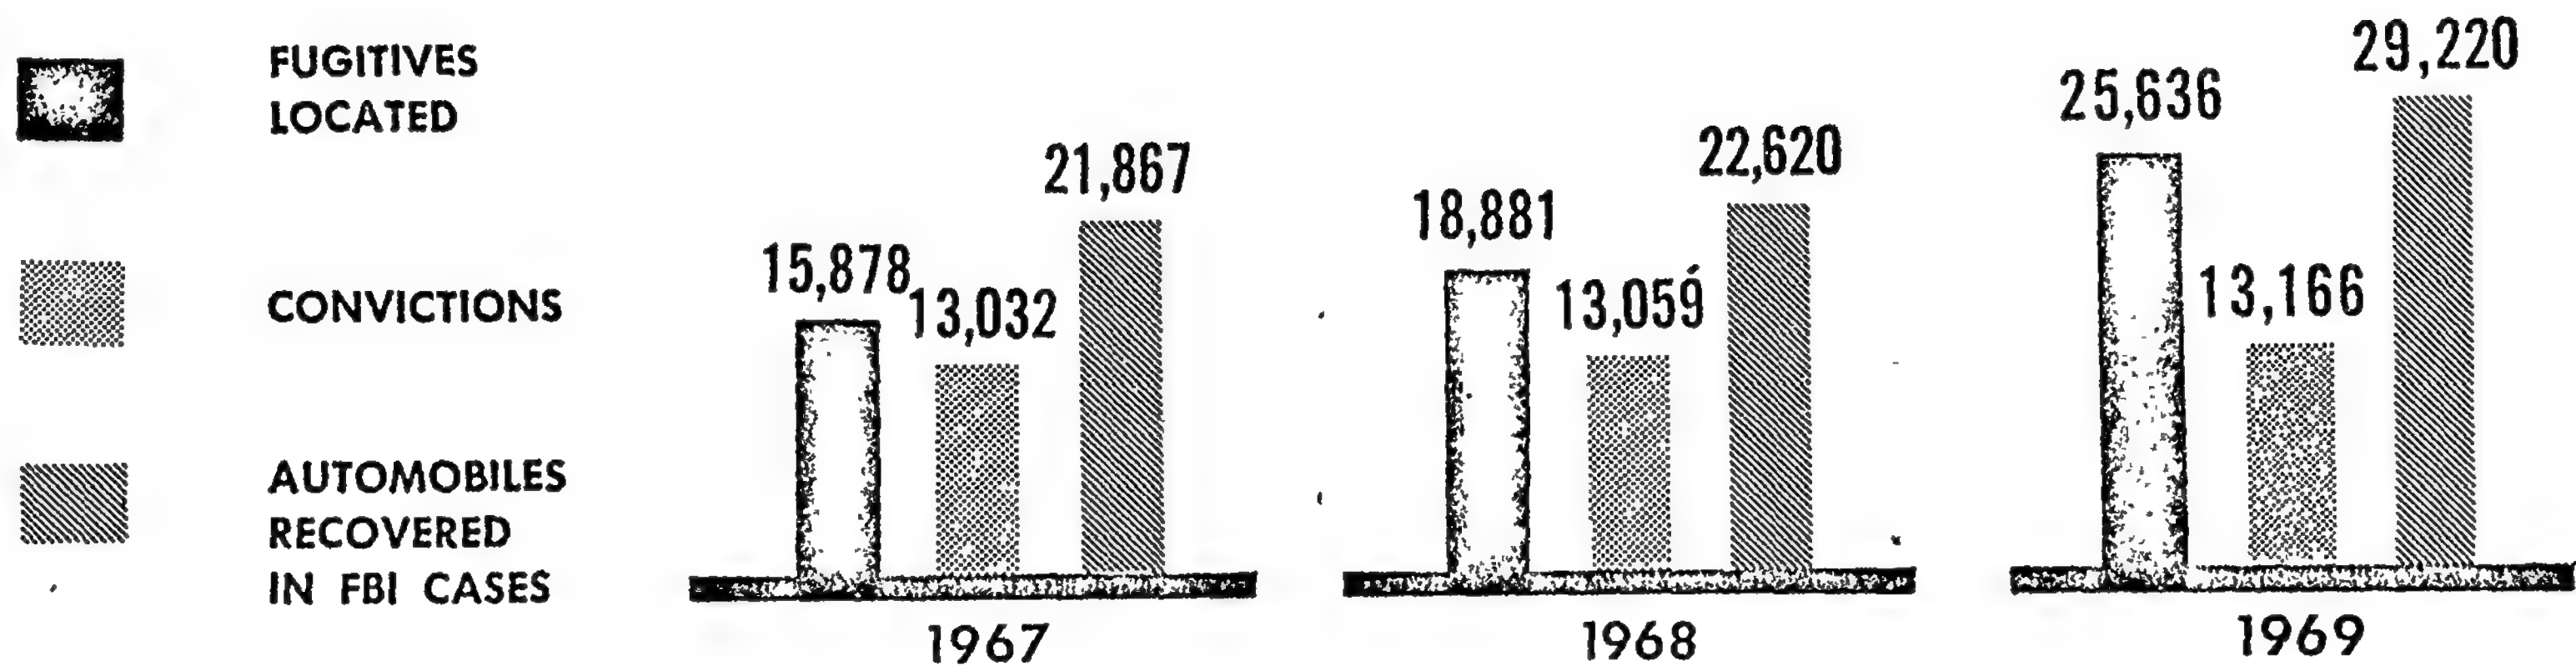 FUGITIVES
LOCATED
CONVICTIONS
AUTOMOBILES
RECOVERED
IN FBI CASES
15,878
13,032
21,867
1967
18,881
13,059
22,620
1968
25,636
13,166
29,220
1969